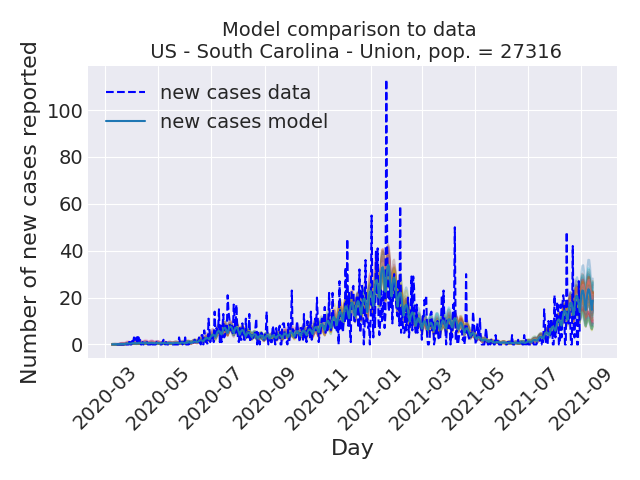 Model comparison to data
US - South Carolina - Union, pop. = 27316
Number of new cases reported
100
80
60
40
20
0
new cases data
new cases model
2020-03
2020-05
2020-07
2020-09
2020-11
2021-01
2021-03
2021-05
2021-07
2021-09
Day